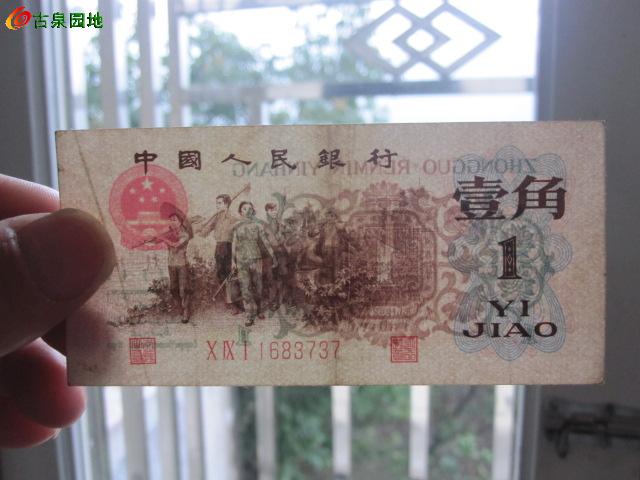 古泉园地
中國人民銀行
ZHONGGUO RENMIN YINHANG
壹角
1
YI
JIAO
X IX I 1683737